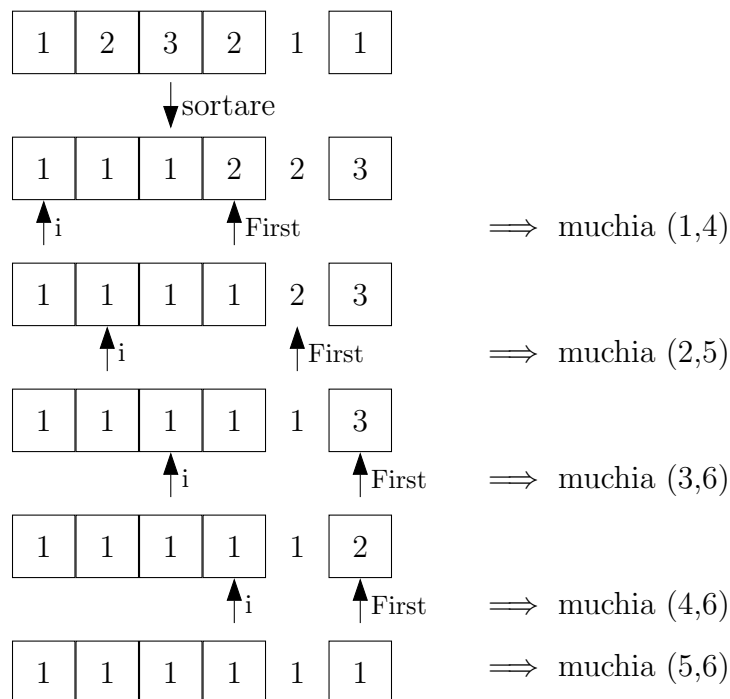 1 2 3 2 1 1
sortare
1 1 1 2 2 3
i First ⟹ muchia (1,4)
1 1 1 1 2 3
i First ⟹ muchia (2,5)
1 1 1 1 1 3
i First ⟹ muchia (3,6)
1 1 1 1 1 2
i First ⟹ muchia (4,6)
1 1 1 1 1 1 ⟹ muchia (5,6)